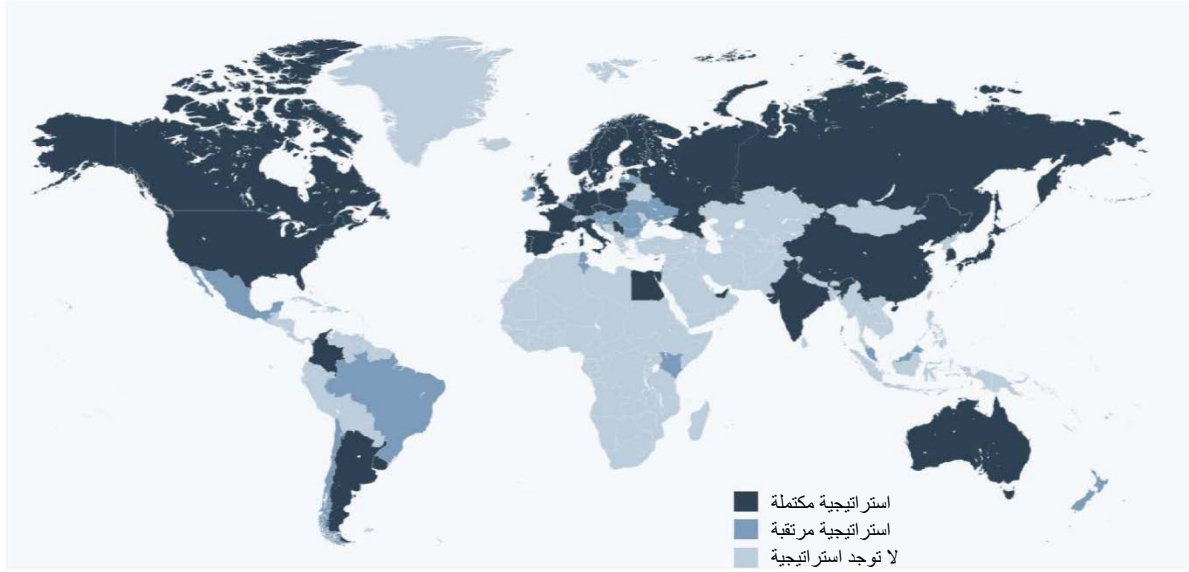 استراتيجية مكتملة
استراتيجية مرتقبة
لا توجد استراتيجية